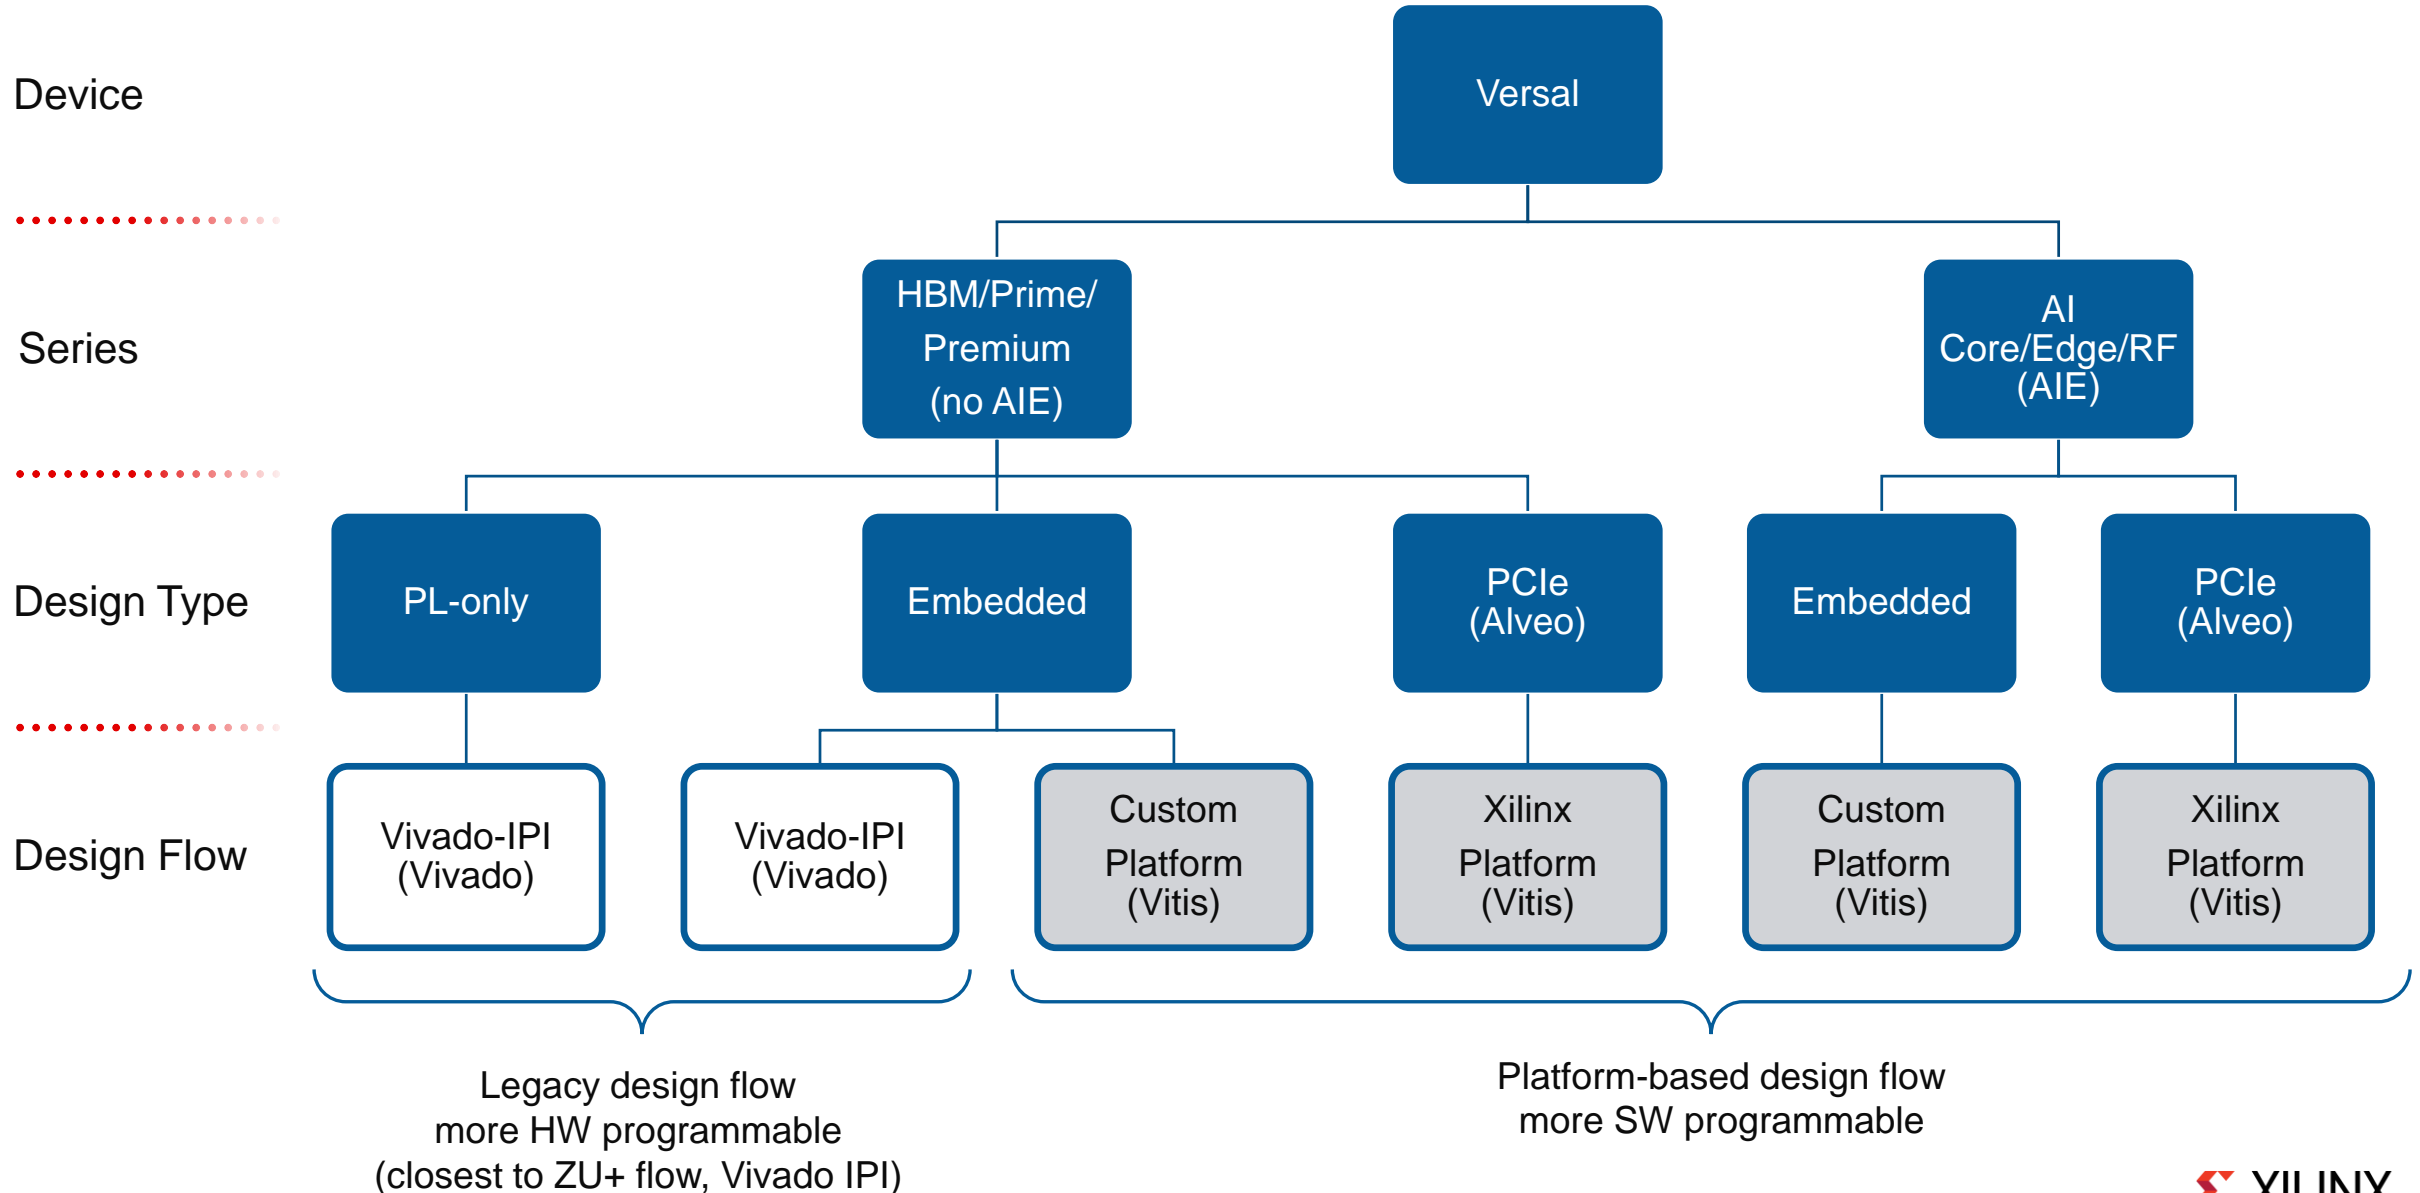 Device
Versal
Series
HBM/Prime/
Premium
(no AIE)
AI
Core/Edge/RF
(AIE)
Design Type
PL-only
Embedded
PCIe
(Alveo)
Embedded
PCIe
(Alveo)
Design Flow
Vivado-IPI
(Vivado)
Vivado-IPI
(Vivado)
Custom
Platform
(Vitis)
Xilinx
Platform
(Vitis)
Custom
Platform
(Vitis)
Xilinx
Platform
(Vitis)
Legacy design flow
more HW programmable
(closest to ZU+ flow, Vivado IPI)
Platform-based design flow
more SW programmable
XILINX